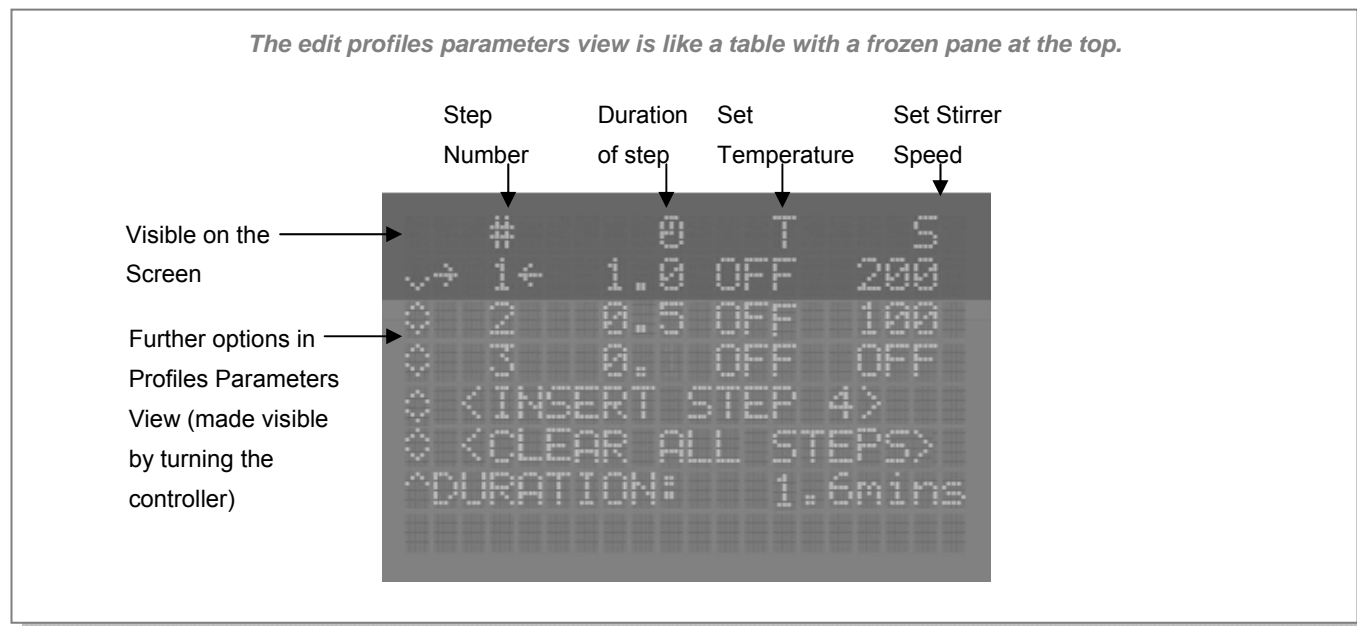 The edit profiles parameters view is like a table with a frozen pane at the top.
Step Number
Duration of step
Set Temperature
Set Stirrer Speed
Visible on the Screen
Further options in Profiles Parameters View (made visible by turning the controller)
# T S
→ 1← 1.0 OFF 200
2 0.5 OFF 100
3 0. OFF OFF
<INSERT STEP 4>
<CLEAR ALL STEPS>
^DURATION: 1.6mins